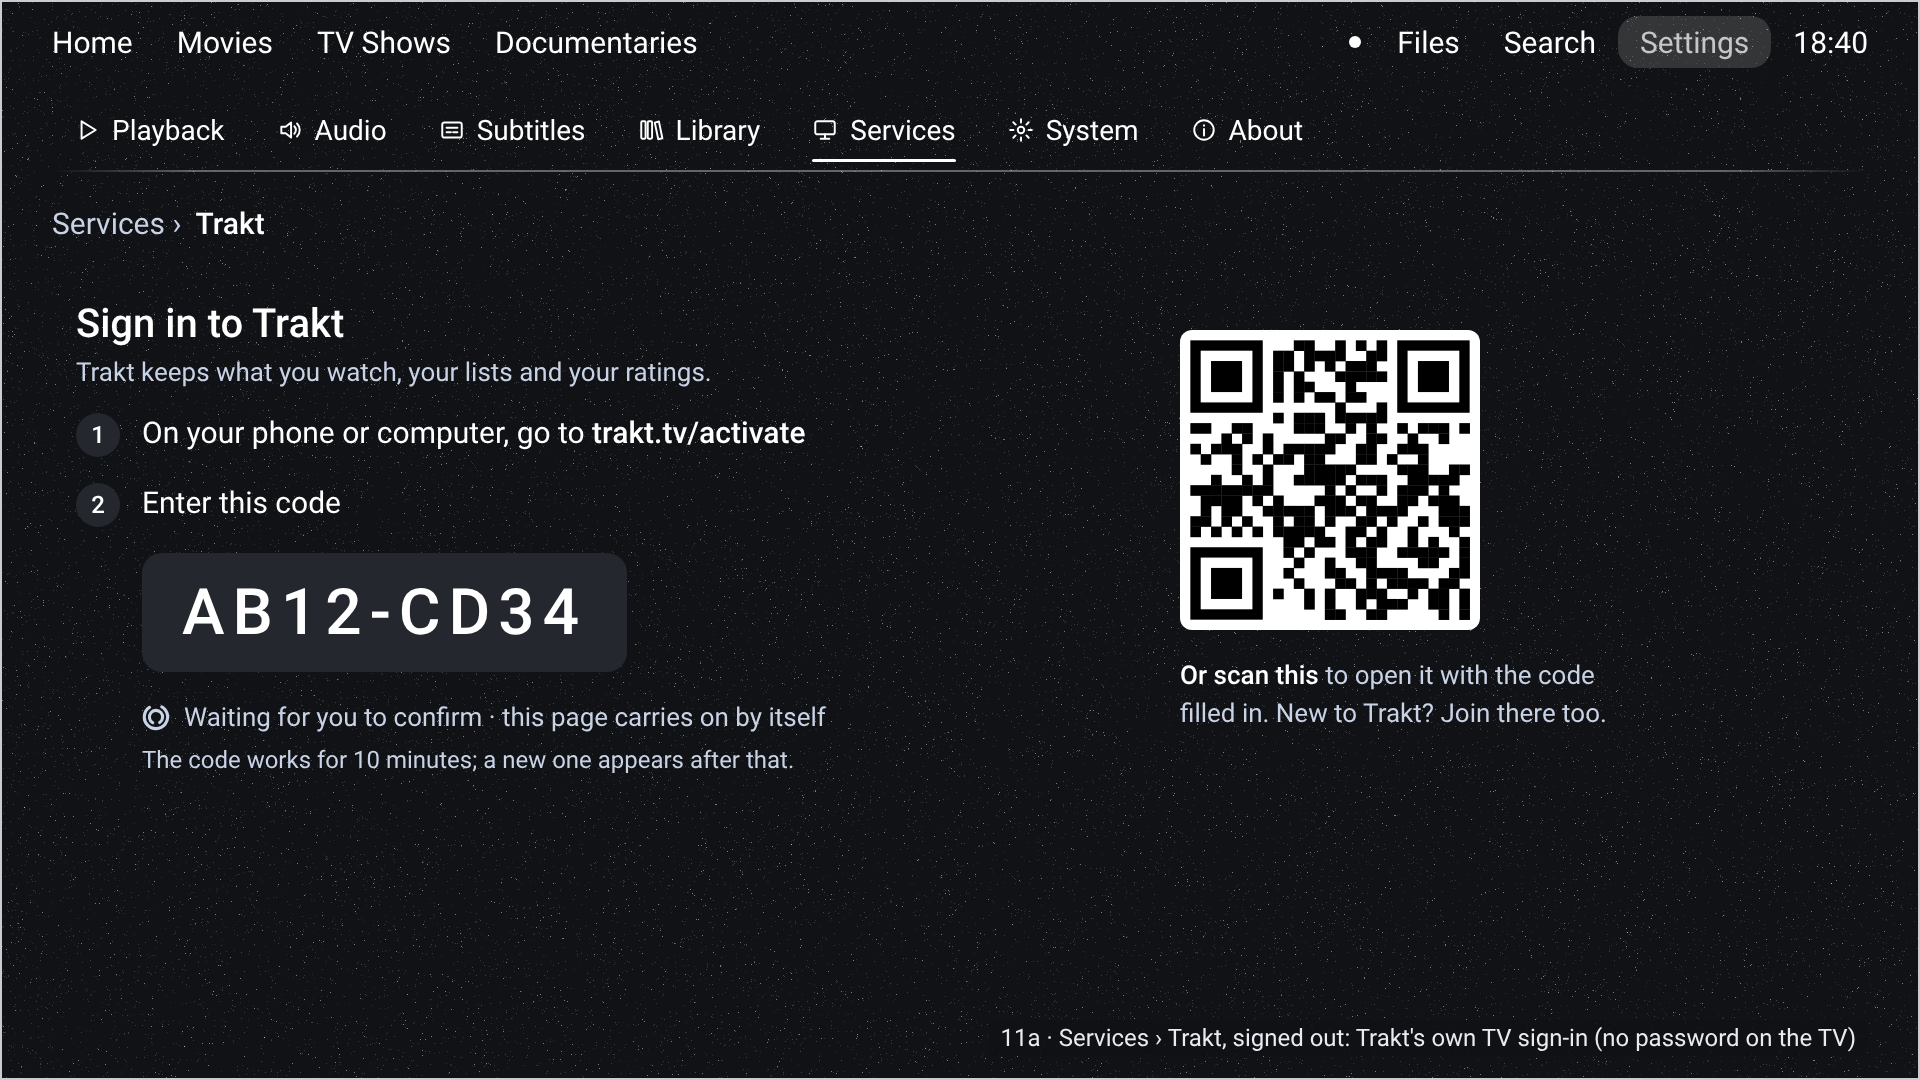 Home Movies TV Shows Documentaries Files Search Settings 18:40
Playback Audio Subtitles Library Services System About
Services › Trakt
Sign in to Trakt
Trakt keeps what you watch, your lists and your ratings.
1 On your phone or computer, go to trakt.tv/activate
2 Enter this code
AB12-CD34
Waiting for you to confirm · this page carries on by itself
The code works for 10 minutes; a new one appears after that.
Or scan this to open it with the code
filled in. New to Trakt? Join there too.
11a · Services › Trakt, signed out: Trakt's own TV sign-in (no password on the TV)